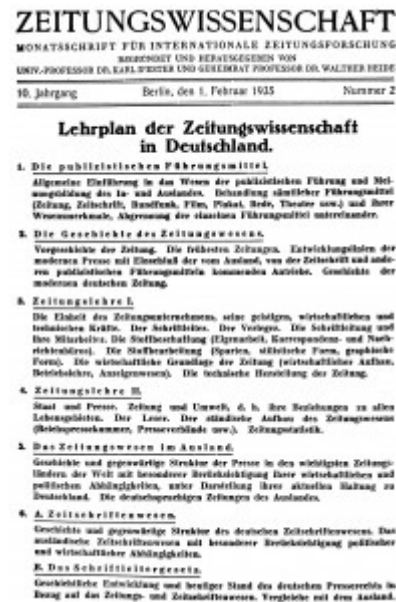 ZEITUNGSWISSENSCHAFT
MONATSSCHRIFT FÜR INTERNATIONALE ZEITUNGSFORSCHUNG
BEGRÜNDET UND HERAUSGEGEBEN VON
UNIV.-PROFESSOR DR. KARL D'ESTER UND GEHEIMRAT PROFESSOR DR. WALTHER HEIDE
10. Jahrgang Berlin, den 1. Februar 1935 Nummer 2
Lehrplan der Zeitungswissenschaft
in Deutschland.
1. Die publizistischen Führungsmittel.
Allgemeine Einführung in das Wesen der publizistischen Führung und Mei-
nungsbildung des In- und Auslandes. Behandlung sämtlicher Führungsmittel
(Zeitung, Zeitschrift, Rundfunk, Film, Plakat, Rede, Theater usw.) und ihrer
Wesensmerkmale, Abgrenzung der einzelnen Führungsmittel untereinander.
2. Die Geschichte des Zeitungswesens.
Vorgeschichte der Zeitung. Die frühesten Zeitungen. Entwicklungslinien der
modernen Presse mit Einschluß der vom Ausland, von der Zeitschrift und ande-
ren publizistischen Führungsmitteln kommenden Antriebe. Geschichte der
modernen deutschen Zeitung.
3. Zeitungslehre I.
Die Einheit des Zeitungsunternehmens, seine geistigen, wirtschaftlichen und
technischen Kräfte. Der Schriftleiter. Der Verleger. Die Schriftleitung und
ihre Mitarbeiter. Die Stoffbeschaffung (Eigenarbeit, Korrespondenz- und Nach-
richtenbüros). Die Stoffbearbeitung (Sparten, stilistische Form, graphische
Form). Die wirtschaftliche Grundlage der Zeitung (wirtschaftlicher Aufbau,
Betriebslehre, Anzeigenwesen). Die technische Herstellung der Zeitung.
4. Zeitungslehre II.
Staat und Presse. Zeitung und Umwelt, d. h. ihre Beziehungen zu allen
Lebensgebieten. Der Leser. Der ständische Aufbau des Zeitungswesens
(Reichspressekammer, Presseverbände usw.). Zeitungsstatistik.
5. Das Zeitungswesen im Ausland.
Geschichte und gegenwärtige Struktur der Presse in den wichtigsten Zeitungs-
ländern der Welt mit besonderer Berücksichtigung ihrer wirtschaftlichen und
politischen Abhängigkeiten, unter Darstellung ihrer aktuellen Haltung zu
Deutschland. Die deutschsprachigen Zeitungen des Auslandes.
6. A. Zeitschriftenwesen.
Geschichte und gegenwärtige Struktur des deutschen Zeitschriftenwesens. Das
ausländische Zeitschriftenwesen mit besonderer Berücksichtigung politischer
und wirtschaftlicher Abhängigkeiten.
B. Das Schriftleitergesetz.
Geschichtliche Entwicklung und heutiger Stand des deutschen Presserechts in
Bezug auf das Zeitungs- und Zeitschriftenwesen. Vergleiche mit dem Ausland.